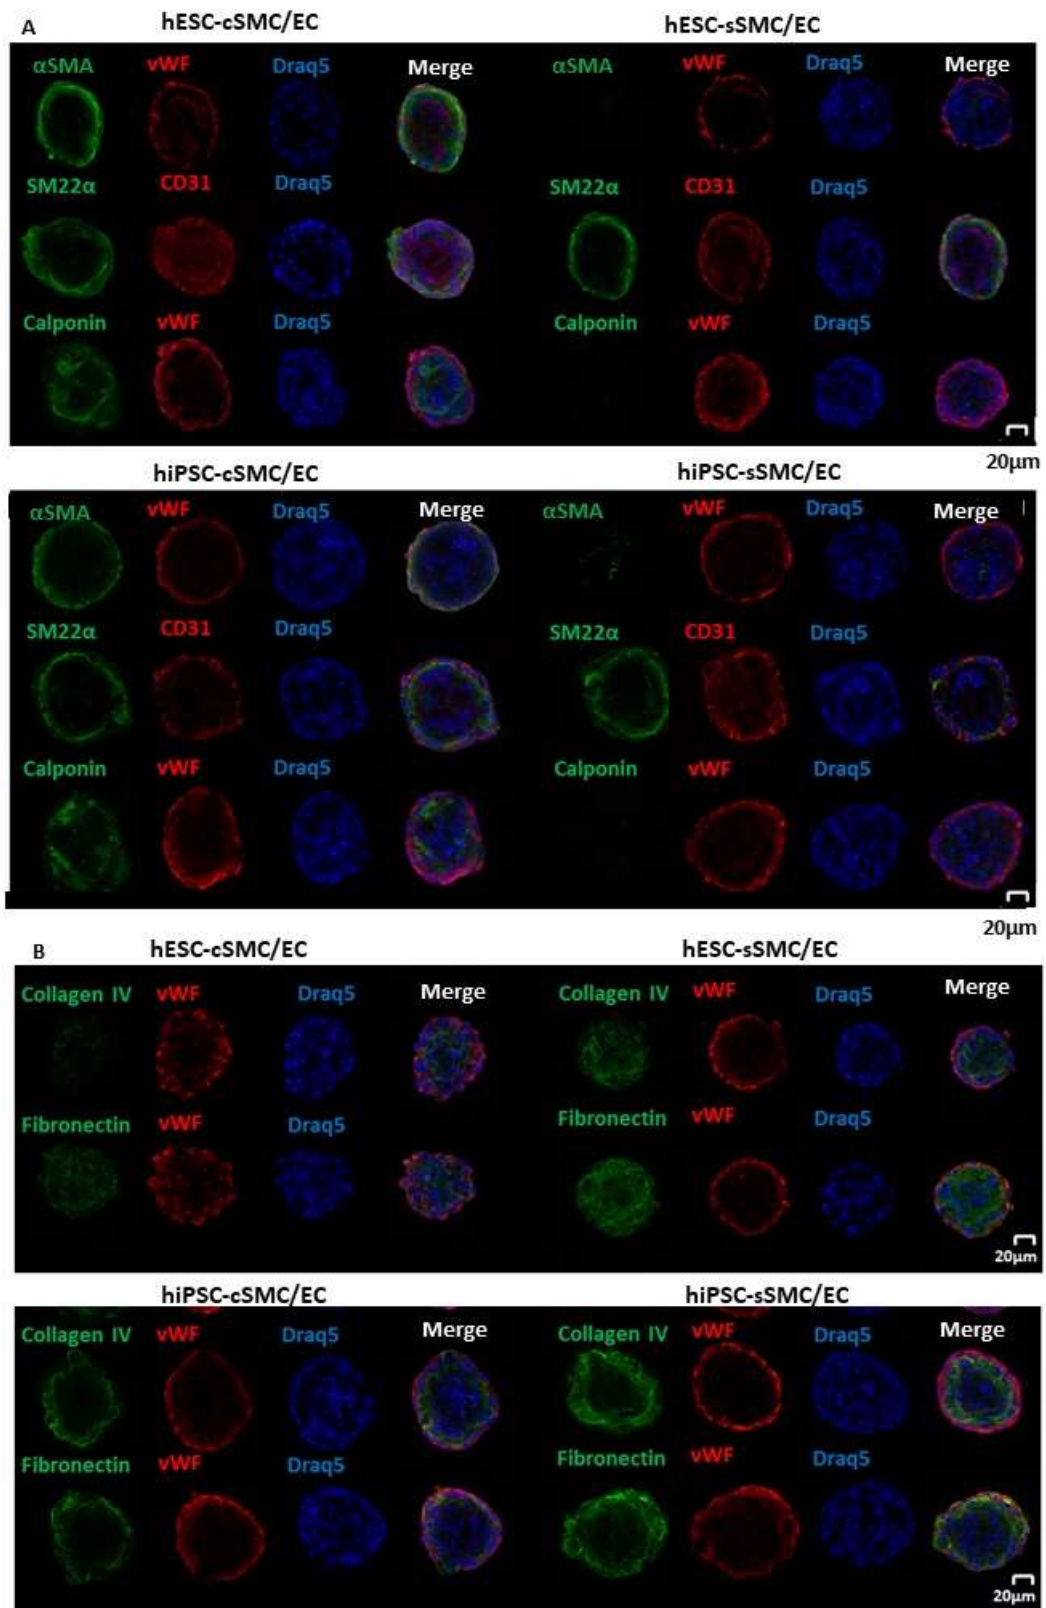 A
hESC-cSMC/EC hESC-sSMC/EC
αSMA vWF Draq5 Merge αSMA vWF Draq5 Merge
SM22α CD31 Draq5 SM22α CD31 Draq5
Calponin vWF Draq5 Calponin vWF Draq5
20μm
hiPSC-cSMC/EC hiPSC-sSMC/EC
αSMA vWF Draq5 Merge αSMA vWF Draq5 Merge
SM22α CD31 Draq5 SM22α CD31 Draq5
Calponin vWF Draq5 Calponin vWF Draq5
20μm
B
hESC-cSMC/EC hESC-sSMC/EC
Collagen IV vWF Draq5 Merge Collagen IV vWF Draq5 Merge
Fibronectin vWF Draq5 Fibronectin vWF Draq5
20μm
hiPSC-cSMC/EC hiPSC-sSMC/EC
Collagen IV vWF Draq5 Merge Collagen IV vWF Draq5 Merge
Fibronectin vWF Draq5 Fibronectin vWF Draq5
20μm